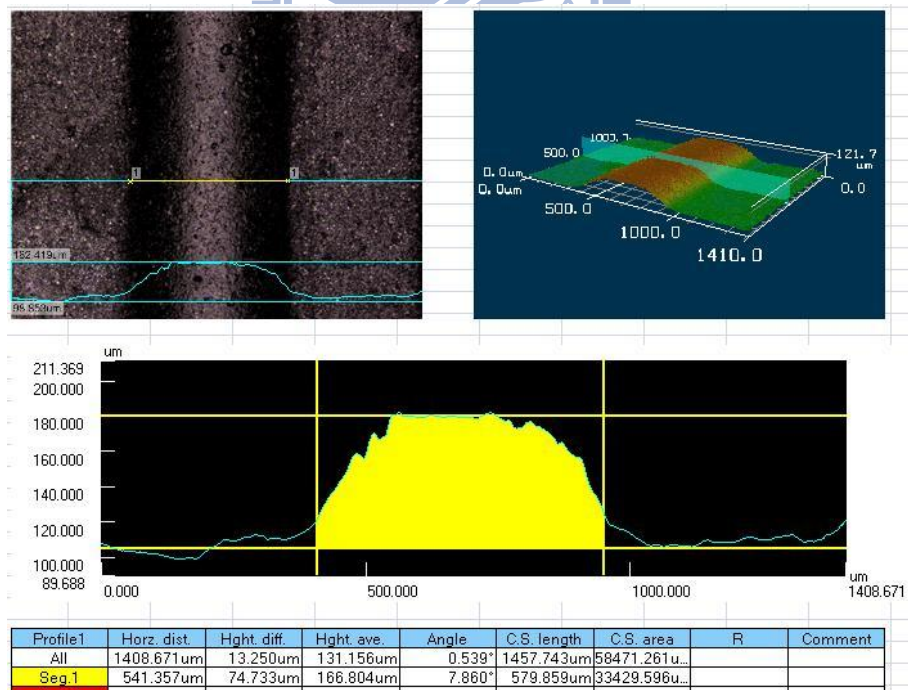 1
1
182.419um
98.853um
1000.?
500.0
0.0um
0.0um
500.0
1000.0
1410.0
121.7
um
0.0
um
211.369
200.000
180.000
160.000
140.000
120.000
100.000
89.688
0.000
500.000
1000.000
um
1408.671
Profile1 Horz. dist. Hght. diff. Hght. ave. Angle C.S. length C.S. area R Comment
All 1408.671um 13.250um 131.156um 0.539° 1457.743um 58471.261u...
Seg.1 541.357um 74.733um 166.804um 7.860° 579.859um 33429.596u...